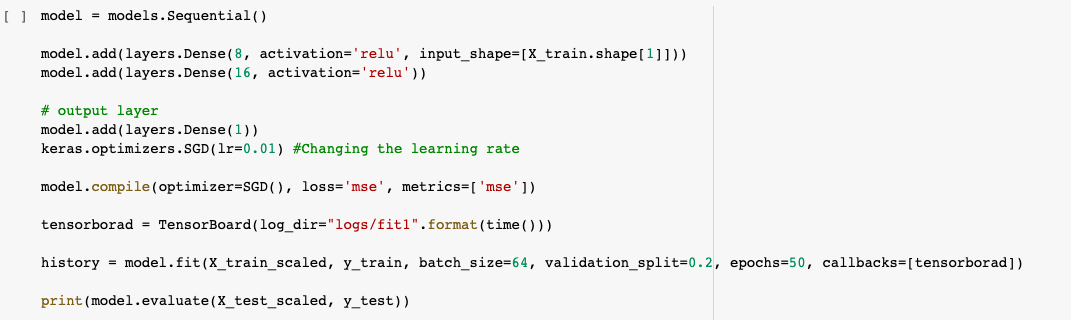 [ ] model = models.Sequential()
model.add(layers.Dense(8, activation='relu', input_shape=[X_train.shape[1]]))
model.add(layers.Dense(16, activation='relu'))
# output layer
model.add(layers.Dense(1))
keras.optimizers.SGD(lr=0.01) #Changing the learning rate
model.compile(optimizer=SGD(), loss='mse', metrics=['mse'])
tensorborad = TensorBoard(log_dir="logs/fit1".format(time()))
history = model.fit(X_train_scaled, y_train, batch_size=64, validation_split=0.2, epochs=50, callbacks=[tensorborad])
print(model.evaluate(X_test_scaled, y_test))